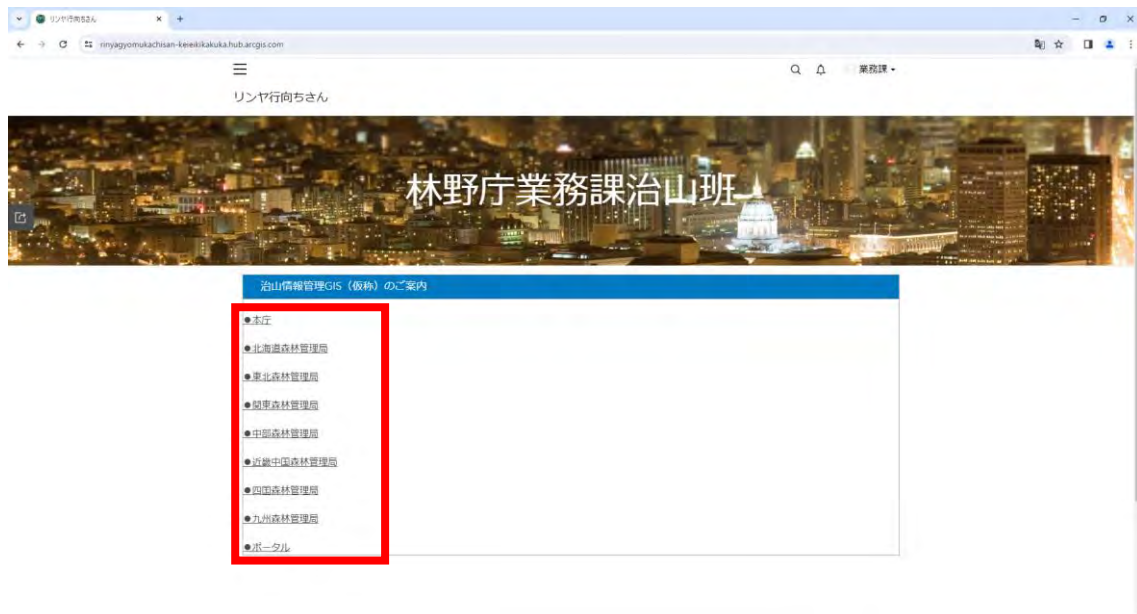 リンヤ行向ちさん
rinyagyomukachisan-keieikikakuka.hub.arcgis.com
業務課
リンヤ行向ちさん
林野庁業務課治山班
治山情報管理GIS（仮称）のご案内
●本庁
●北海道森林管理局
●東北森林管理局
●関東森林管理局
●中部森林管理局
●近畿中国森林管理局
●四国森林管理局
●九州森林管理局
●ポータル